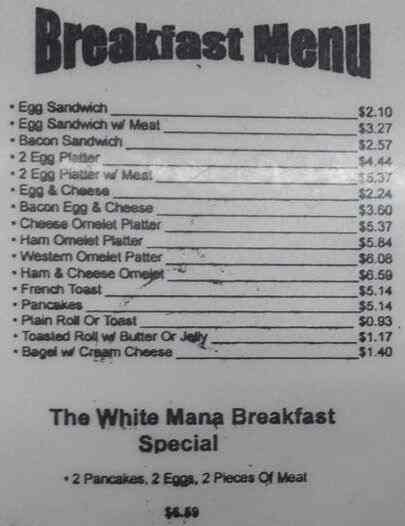 Breakfast Menu
• Egg Sandwich $2.10
• Egg Sandwich w/ Meat $3.27
• Bacon Sandwich $2.57
• 2 Egg Platter $4.44
• 2 Egg Platter w/ Meat $5.37
• Egg & Cheese $2.24
• Bacon Egg & Cheese $3.60
• Cheese Omelet Platter $5.37
• Ham Omelet Platter $5.84
• Western Omelet Patter $6.08
• Ham & Cheese Omelet $6.59
• French Toast $5.14
• Pancakes $5.14
• Plain Roll Or Toast $0.93
• Toasted Roll w/ Butter Or Jelly $1.17
• Bagel w/ Cream Cheese $1.40
The White Mana Breakfast
Special
• 2 Pancakes, 2 Eggs, 2 Pieces Of Meat
$6.59